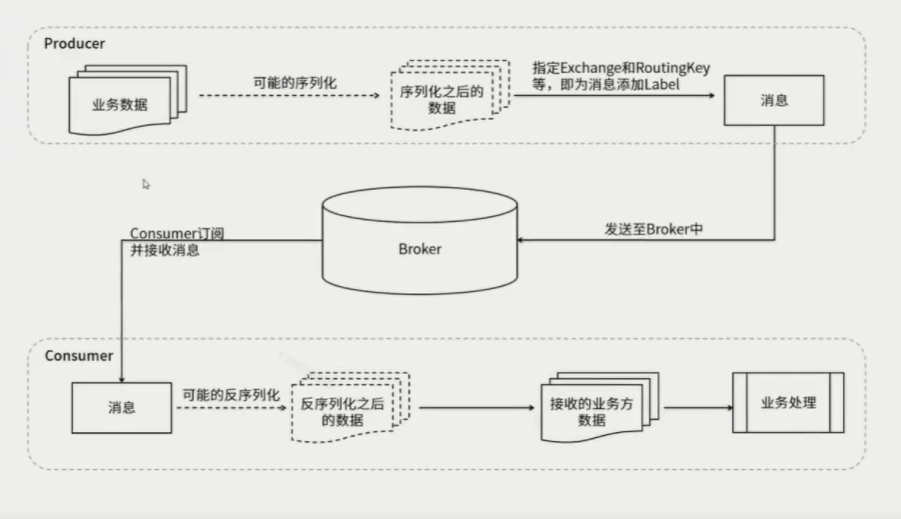 Producer
业务数据
可能的序列化
序列化之后的
数据
指定Exchange和RoutingKey
等，即为消息添加Label
消息
Consumer订阅
并接收消息
Broker
发送至Broker中
Consumer
消息
可能的反序列化
反序列化之后
的数据
接收的业务方
数据
业务处理